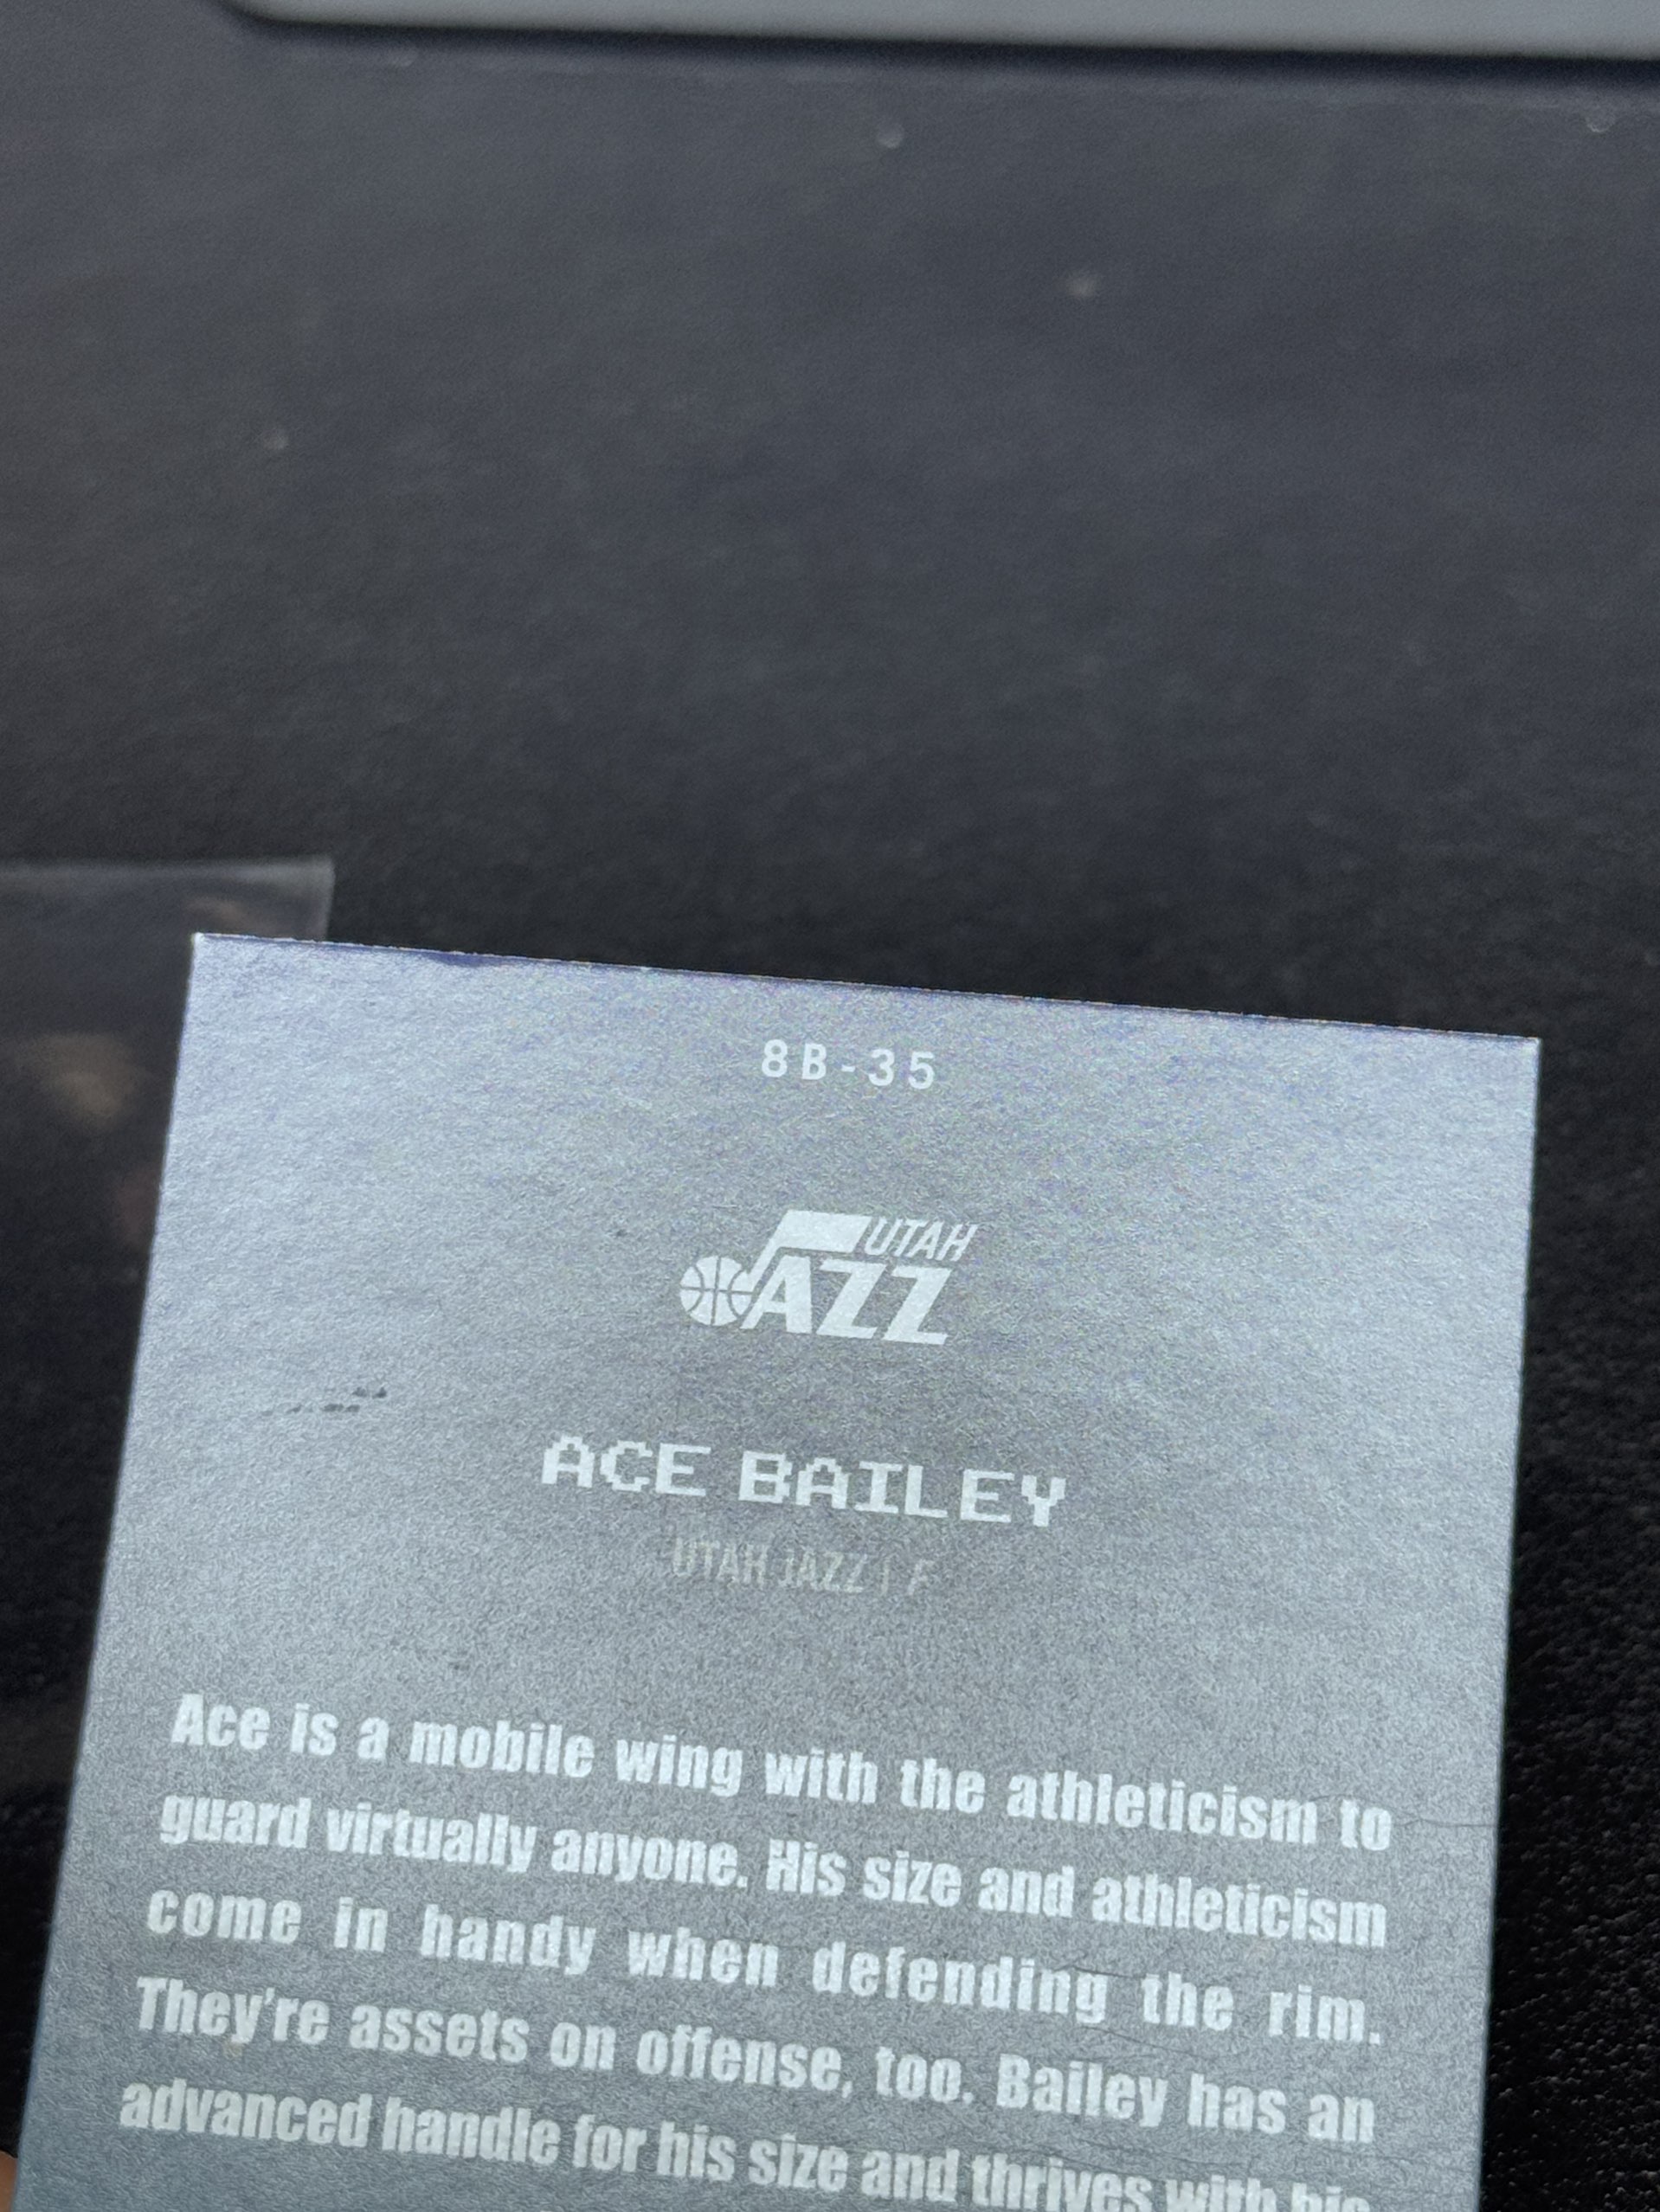 8B-35
UTAH
JAZZ
ACE BAILEY
UTAH JAZZ | F
Ace is a mobile wing with the athleticism to
guard virtually anyone. His size and athleticism
come in handy when defending the rim.
They're assets on offense, too. Bailey has an
advanced handle for his size and thrives with his